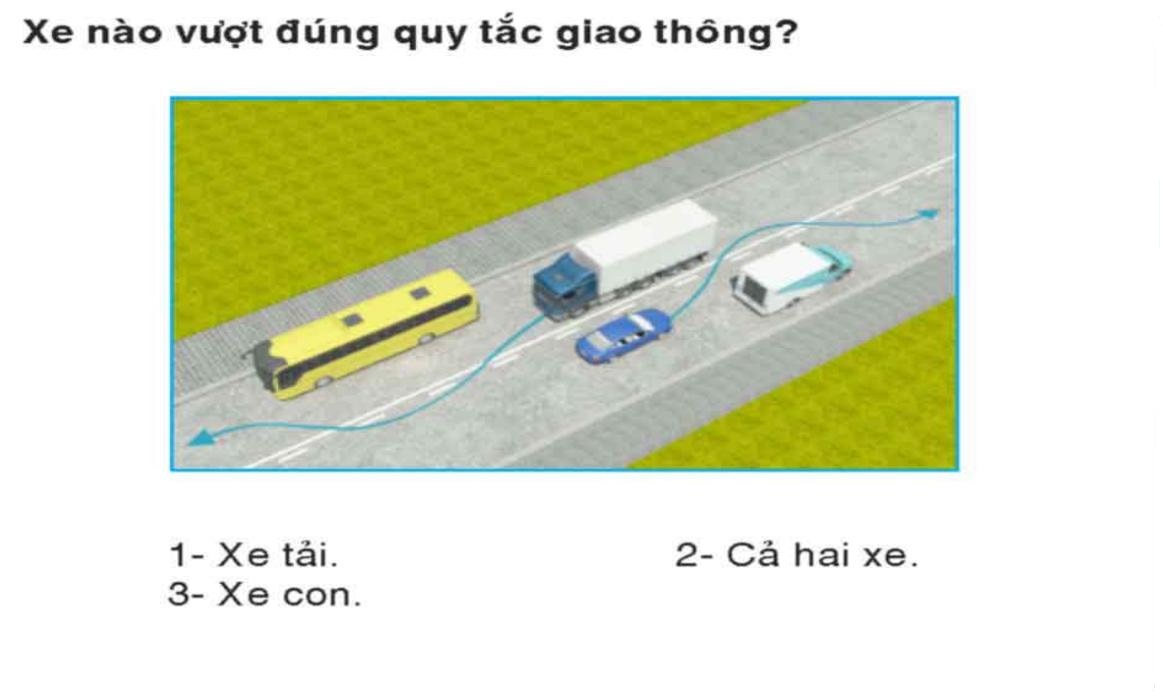 Xe nào vượt đúng quy tắc giao thông?
1- Xe tải.
2- Cả hai xe.
3- Xe con.